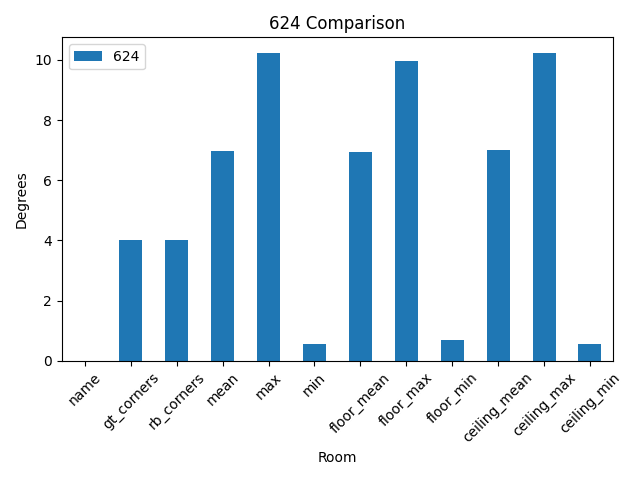 624 Comparison
624
Degrees
10
8
6
4
2
0
name
gt_corners
rb_corners
mean
max
min
floor_mean
floor_max
floor_min
ceiling_mean
ceiling_max
ceiling_min
Room